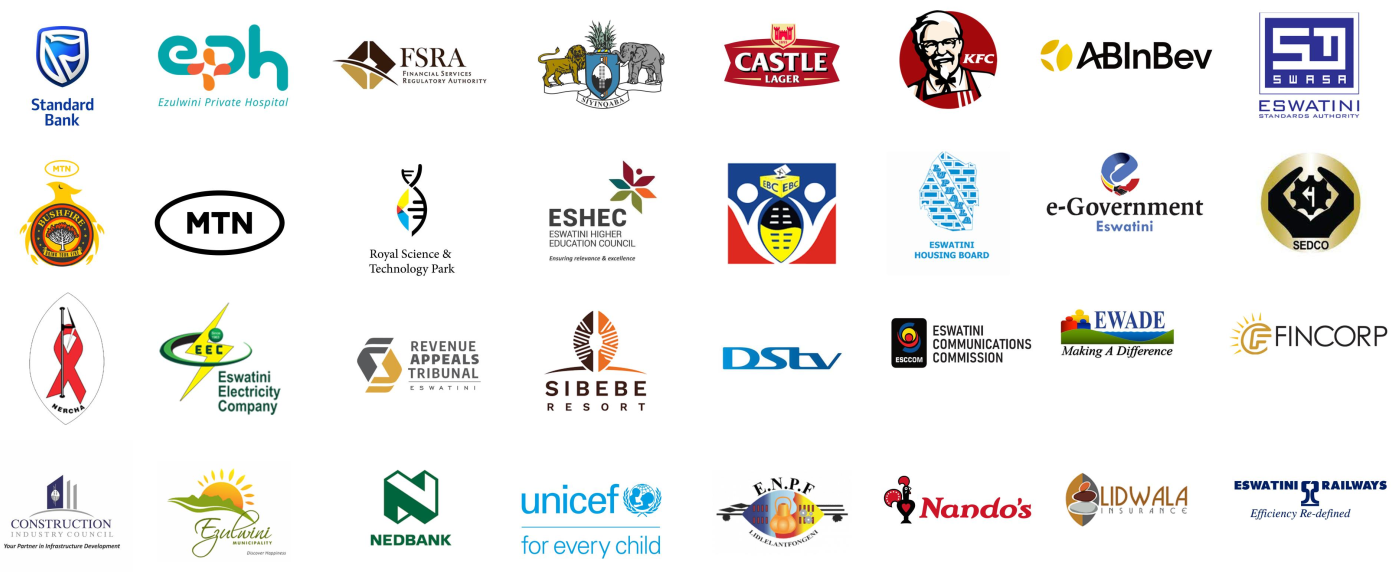 Standard
Bank
eph
Ezulwini Private Hospital
FSRA
FINANCIAL SERVICES
REGULATORY AUTHORITY
SIYINQABA
CASTLE
LAGER
KFC
ABInBev
SWASA
ESWATINI
STANDARDS AUTHORITY
MTN
BUSHFIRE
BRING YOUR FIRE
MTN
Royal Science &
Technology Park
ESHEC
ESWATINI HIGHER
EDUCATION COUNCIL
Ensuring relevance & excellence
EBC EBC
ESWATINI
HOUSING BOARD
e-Government
Eswatini
SEDCO
NERCHA
EEC
Eswatini
Electricity
Company
REVENUE
APPEALS
TRIBUNAL
ESWATINI
SIBEBE
RESORT
DStv
ESCCOM
ESWATINI
COMMUNICATIONS
COMMISSION
EWADE
Making A Difference
FINCORP
CONSTRUCTION
INDUSTRY COUNCIL
Your Partner in Infrastructure Development
Ezulwini
MUNICIPALITY
Discover Happiness
NEDBANK
unicef
for every child
E.N.P.F
LIDLELANTFONGENI
Nando's
LIDWALA
INSURANCE
ESWATINI RAILWAYS
Efficiency Re-defined